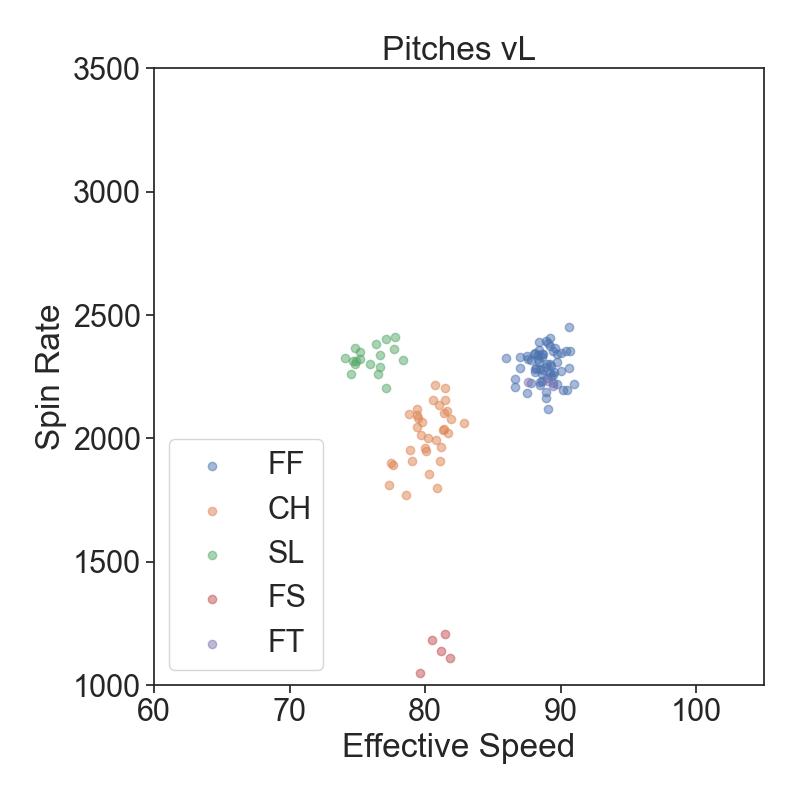 Pitches vL
3500
3000
2500
2000
1500
1000
Spin Rate
FF
CH
SL
FS
FT
60 70 80 90 100
Effective Speed